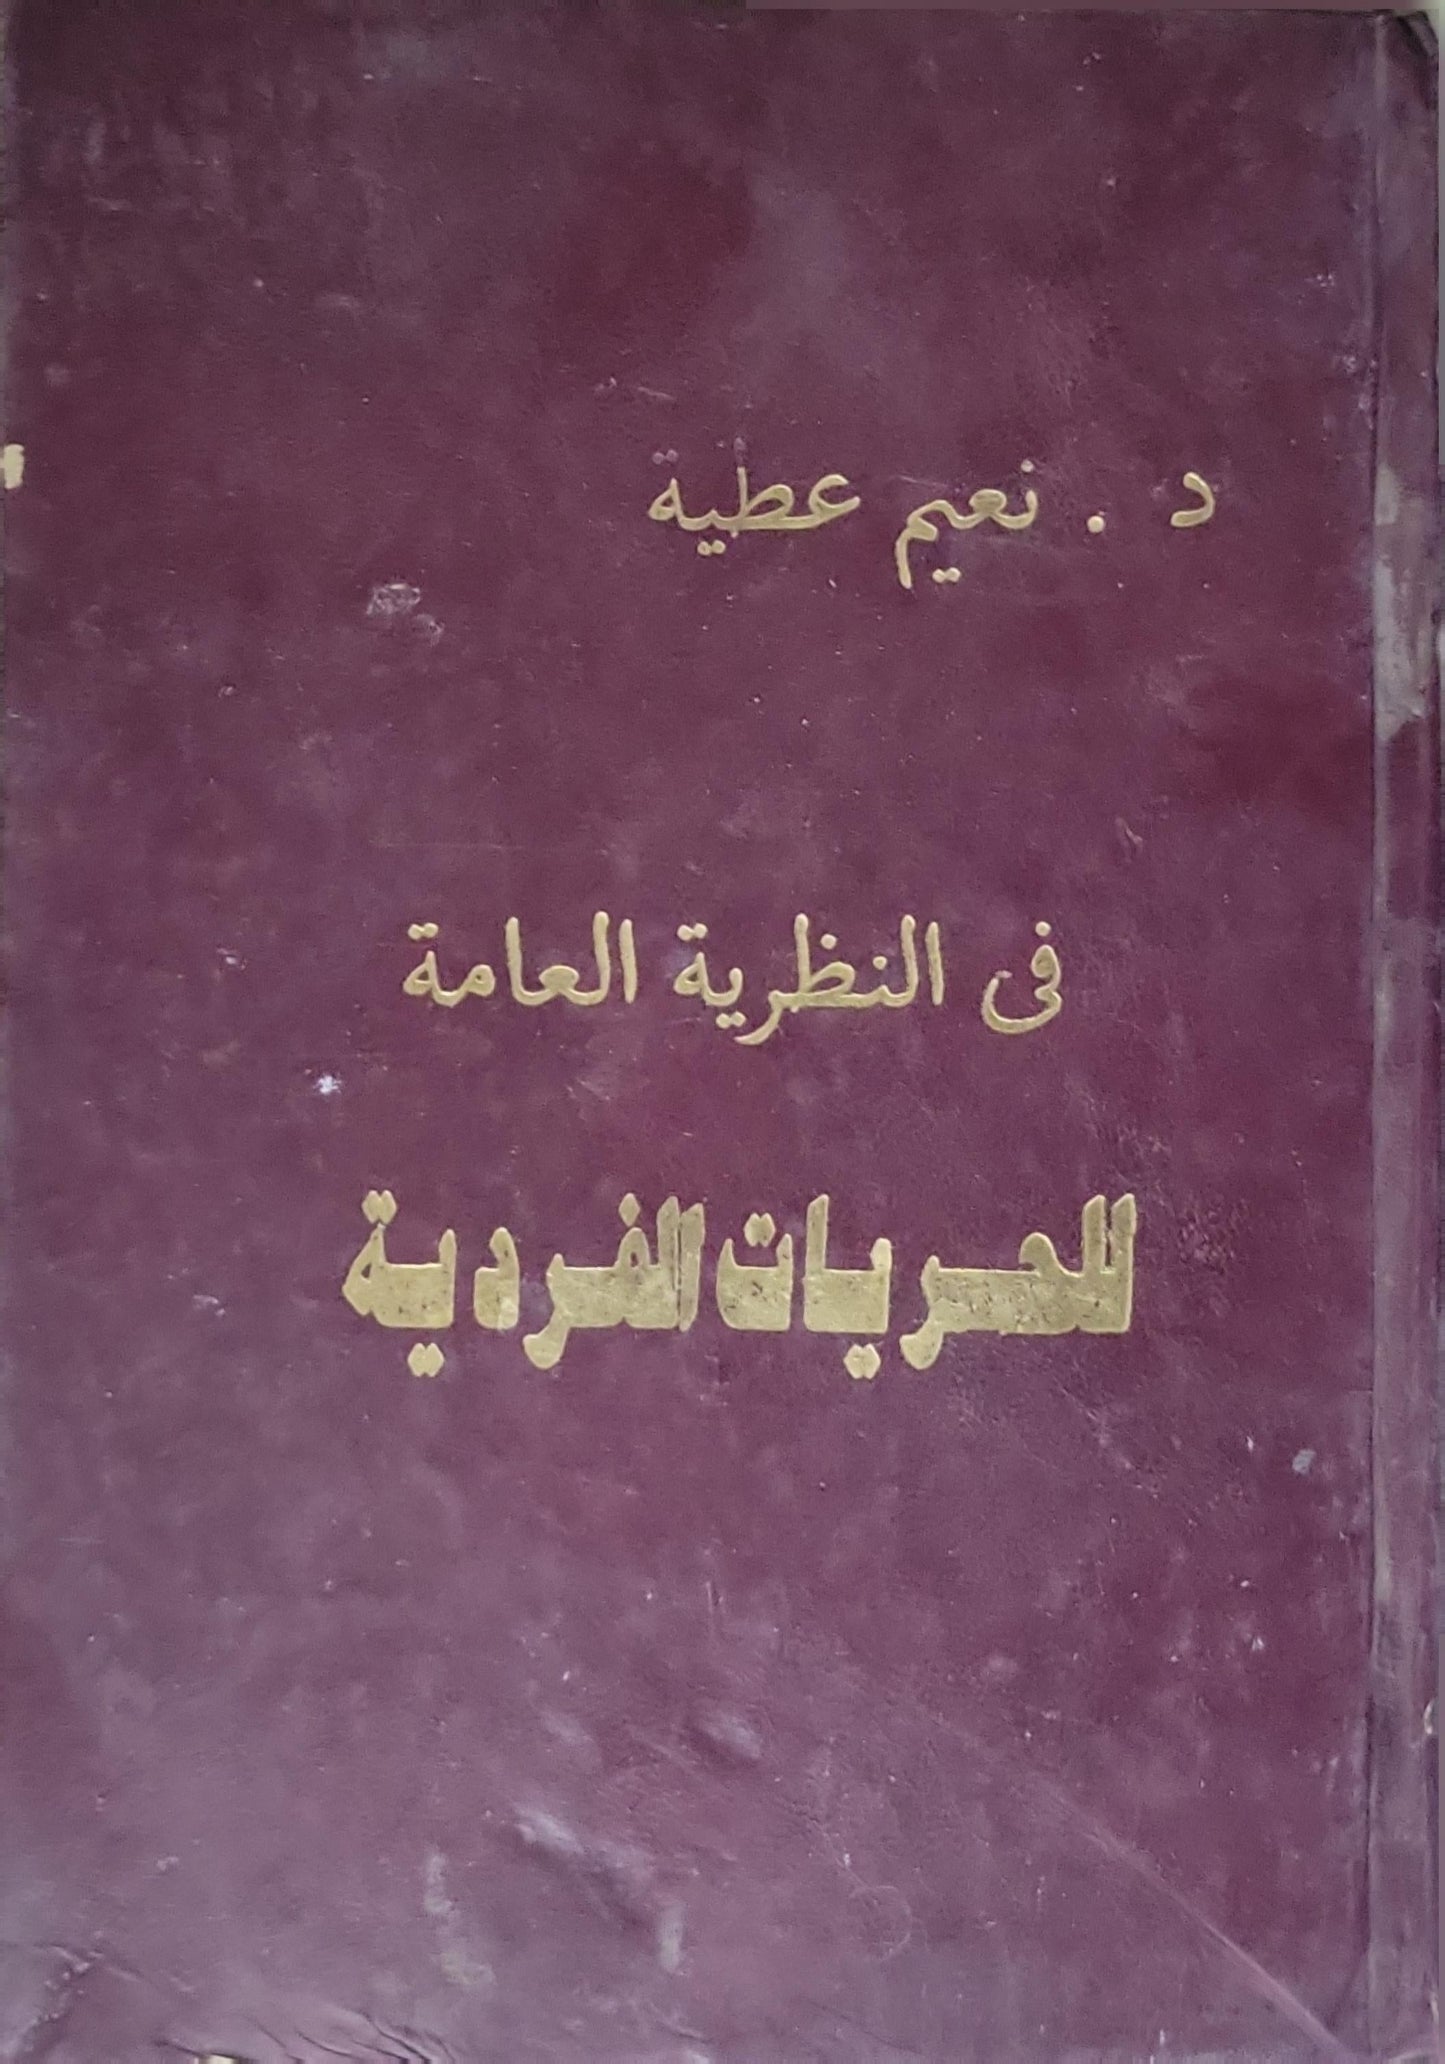 د . نعيم عطية
فى النظرية العامة
للحريات الفردية